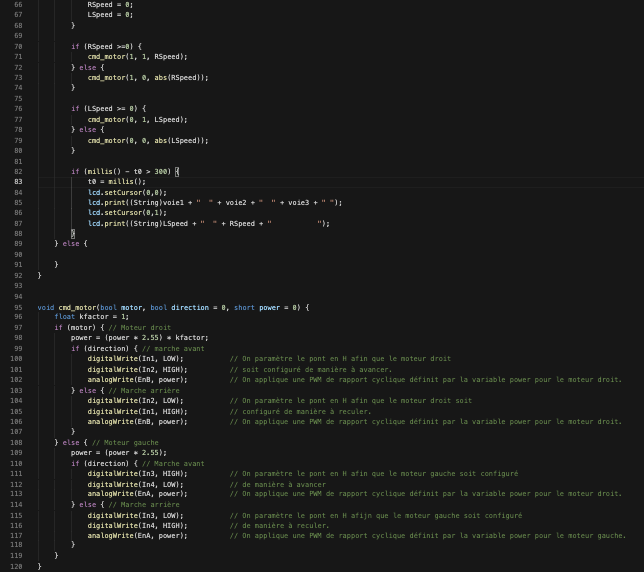 66 RSpeed = 0;
67 LSpeed = 0;
68 }
69
70 if (RSpeed >=0) {
71 cmd_motor(1, 1, RSpeed);
72 } else {
73 cmd_motor(1, 0, abs(RSpeed));
74 }
75
76 if (LSpeed >= 0) {
77 cmd_motor(0, 1, LSpeed);
78 } else {
79 cmd_motor(0, 0, abs(LSpeed));
80 }
81
82 if (millis() - t0 > 300) {
83 t0 = millis();
84 lcd.setCursor(0,0);
85 lcd.print((String)voie1 + "  " + voie2 + "  " + voie3 + " ");
86 lcd.setCursor(0,1);
87 lcd.print((String)LSpeed + "  " + RSpeed + "           ");
88 }
89 } else {
90
91 }
92 }
93
94
95 void cmd_motor(bool motor, bool direction = 0, short power = 0) {
96 float kfactor = 1;
97 if (motor) { // Moteur droit
98 power = (power * 2.55) * kfactor;
99 if (direction) { // marche avant
100 digitalWrite(In1, LOW); // On paramètre le pont en H afin que le moteur droit
101 digitalWrite(In2, HIGH); // soit configuré de manière à avancer.
102 analogWrite(EnB, power); // On applique une PWM de rapport cyclique définit par la variable power pour le moteur droit.
103 } else { // Marche arrière
104 digitalWrite(In2, LOW); // On paramètre le pont en H afin que le moteur droit soit
105 digitalWrite(In1, HIGH); // configuré de manière à reculer.
106 analogWrite(EnB, power); // On applique une PWM de rapport cyclique définit par la variable power pour le moteur droit.
107 }
108 } else { // Moteur gauche
109 power = (power * 2.55);
110 if (direction) { // Marche avant
111 digitalWrite(In3, HIGH); // On paramètre le pont en H afin que le moteur gauche soit configuré
112 digitalWrite(In4, LOW); // de manière à avancer
113 analogWrite(EnA, power); // On applique une PWM de rapport cyclique définit par la variable power pour le moteur droit.
114 } else { // Marche arrière
115 digitalWrite(In3, LOW); // On paramètre le pont en H afijn que le moteur gauche soit configuré
116 digitalWrite(In4, HIGH); // de manière à reculer.
117 analogWrite(EnA, power); // On applique une PWM de rapport cyclique définit par la variable power pour le moteur gauche.
118 }
119 }
120 }